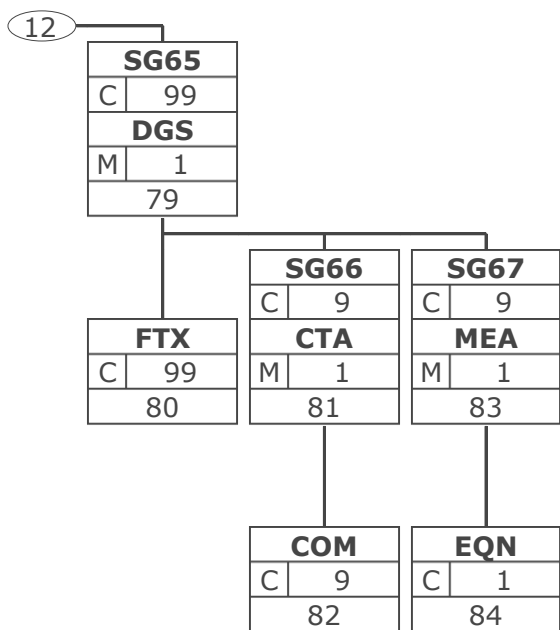 12
SG65
C 99
DGS
M 1
79
SG66
C 9
CTA
M 1
81
SG67
C 9
MEA
M 1
83
FTX
C 99
80
COM
C 9
82
EQN
C 1
84